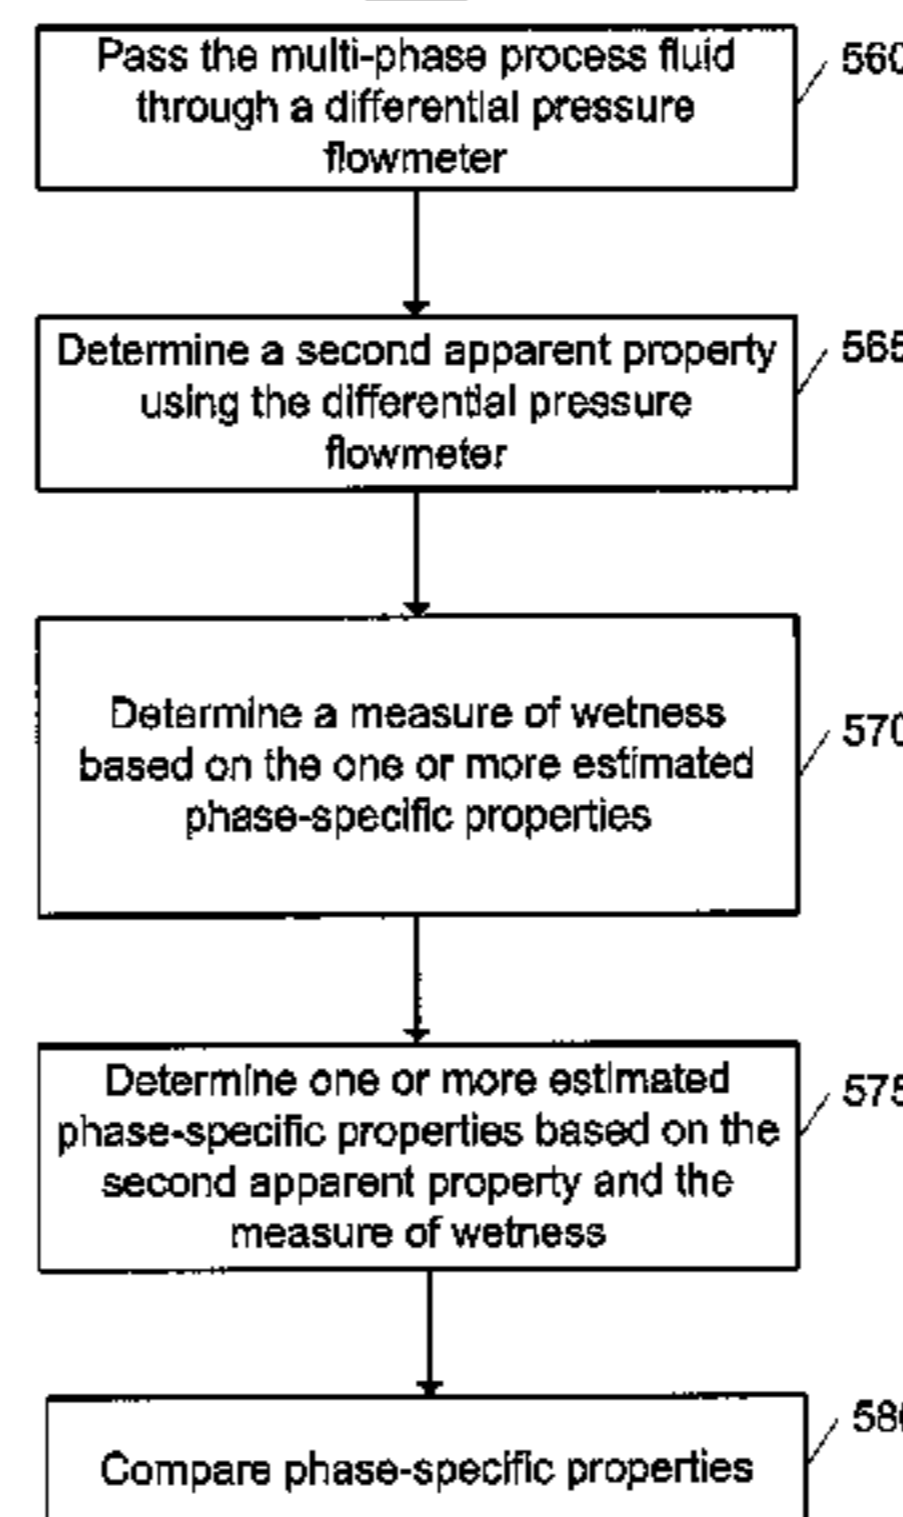 Pass the multi-phase process fluid
through a differential pressure
flowmeter
560
Determine a second apparent property
using the differential pressure
flowmeter
565
Determine a measure of wetness
based on the one or more estimated
phase-specific properties
570
Determine one or more estimated
phase-specific properties based on the
second apparent property and the
measure of wetness
575
Compare phase-specific properties
580